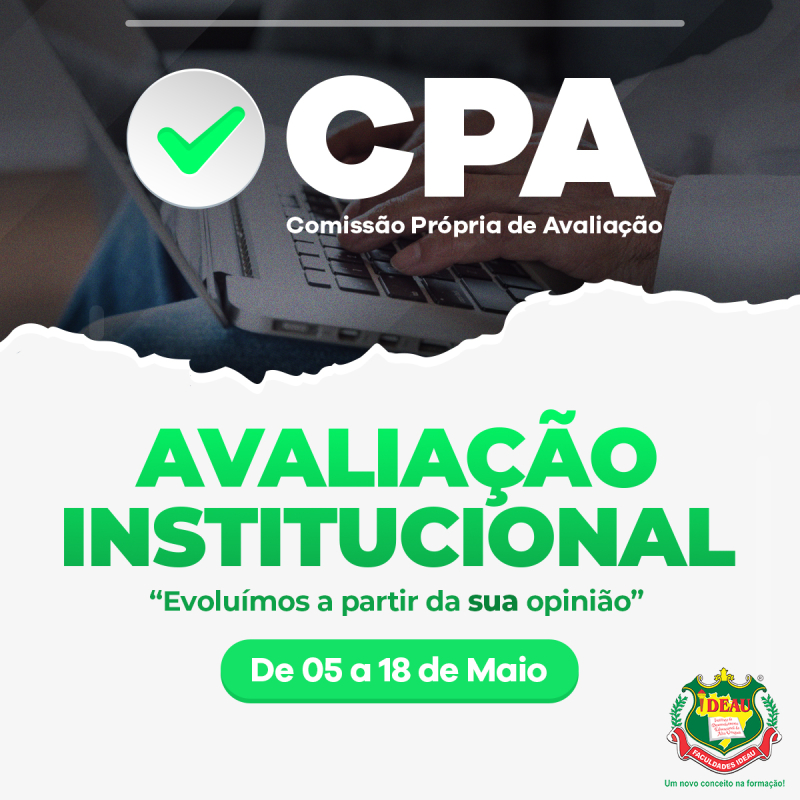 CPA
Comissão Própria de Avaliação
AVALIAÇÃO
INSTITUCIONAL
“Evoluímos a partir da sua opinião”
De 05 a 18 de Maio
®
IDEAU
FACULDADES IDEAU
Um novo conceito na formação!